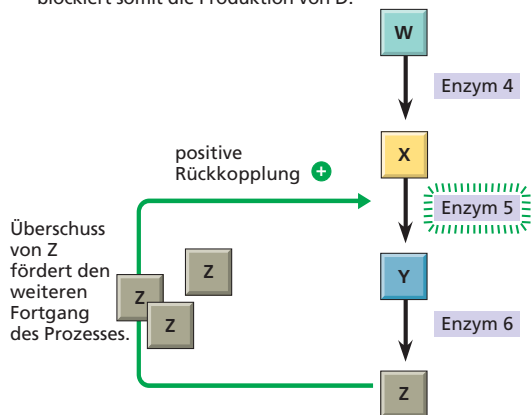 blockiert somit die Produktion von D.
W
Enzym 4
positive
Rückkopplung +
X
Enzym 5
Überschuss
von Z
fördert den
weiteren
Fortgang
des Prozesses.
Z
Z
Z
Y
Enzym 6
Z